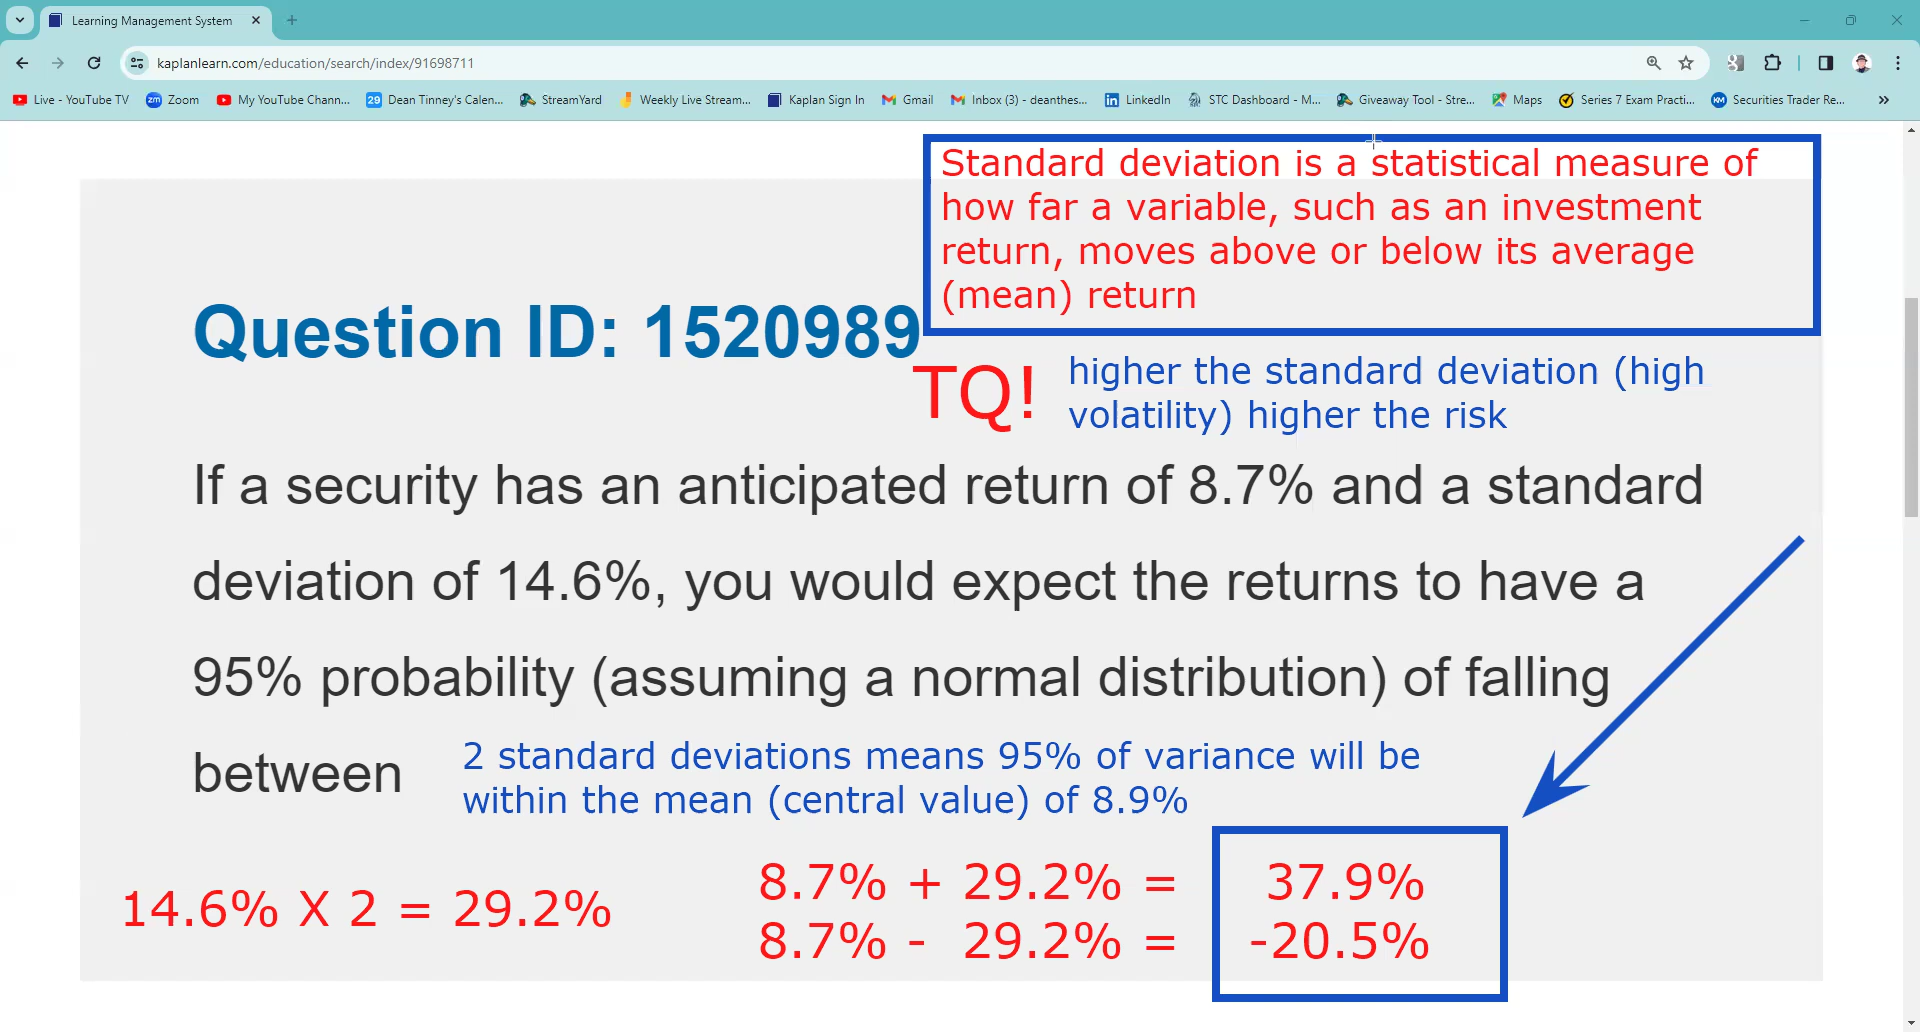 Learning Management System
kaplanlearn.com/education/search/index/91698711
Live - YouTube TV
Zoom
My YouTube Chann...
Dean Tinney's Calen...
StreamYard
Weekly Live Stream...
Kaplan Sign In
Gmail
Inbox (3) - deanthes...
LinkedIn
STC Dashboard - M...
Giveaway Tool - Stre...
Maps
Series 7 Exam Practi...
Securities Trader Re...
Standard deviation is a statistical measure of
how far a variable, such as an investment
return, moves above or below its average
(mean) return
Question ID: 1520989
TQ!
higher the standard deviation (high
volatility) higher the risk
If a security has an anticipated return of 8.7% and a standard
deviation of 14.6%, you would expect the returns to have a
95% probability (assuming a normal distribution) of falling
between
2 standard deviations means 95% of variance will be
within the mean (central value) of 8.9%
14.6% X 2 = 29.2%
8.7% + 29.2% = 37.9%
8.7% - 29.2% = -20.5%